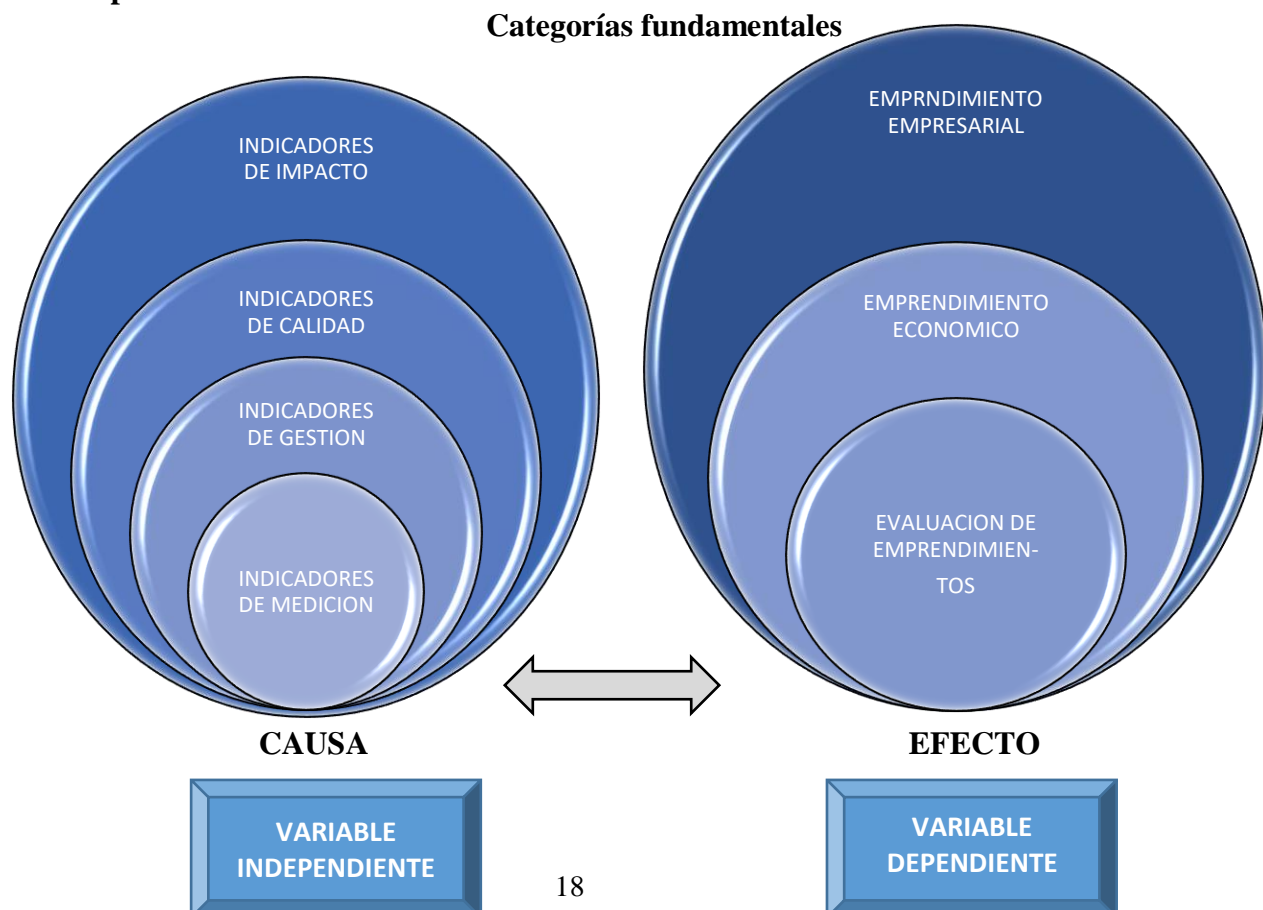 Categorías fundamentales
INDICADORES
DE IMPACTO
INDICADORES
DE CALIDAD
INDICADORES
DE GESTION
INDICADORES
DE MEDICION
EMPRNDIMIENTO
EMPRESARIAL
EMPRENDIMIENTO
ECONOMICO
EVALUACION DE
EMPRENDIMIEN-
TOS
CAUSA
EFECTO
VARIABLE
INDEPENDIENTE
VARIABLE
DEPENDIENTE
18